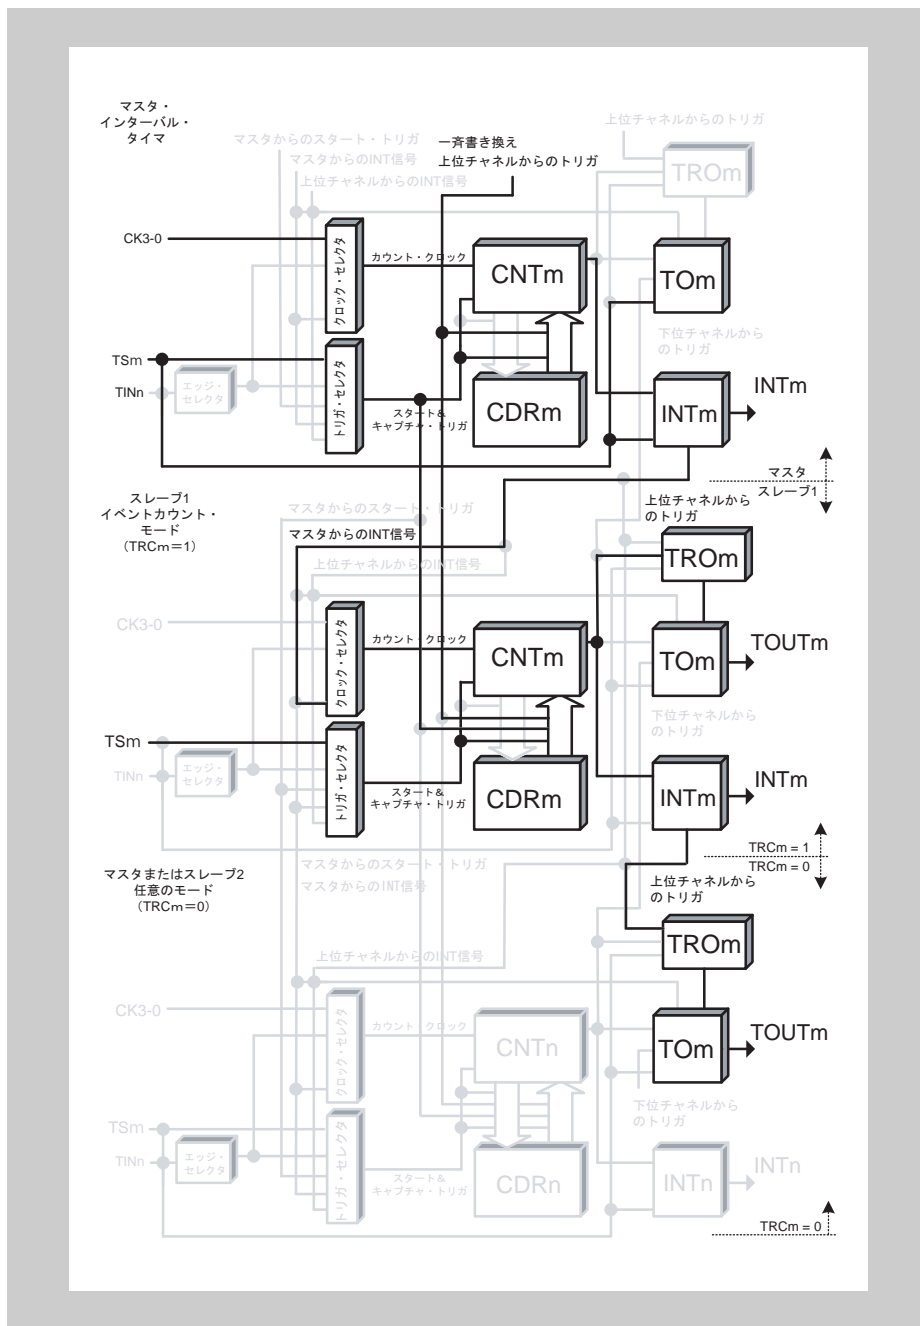 マスタ・
インターバル・
タイマ
マスタからのスタート・トリガ
マスタからのINT信号
上位チャネルからのINT信号
一斉書き換え
上位チャネルからのトリガ
上位チャネルからのトリガ
TROm
CK3-0
クロック・セレクタ
カウント・クロック
CNTm
TOm
下位チャネルから
のトリガ
TSm
TINn
エッジ・
セレクタ
トリガ・セレクタ
スタート&
キャプチャ・トリガ
CDRm
INTm
INTm
マスタ
スレーブ1
スレーブ1
イベントカウント・
モード
(TRCm=1)
マスタからのスタート・トリガ
マスタからのINT信号
上位チャネルからのINT信号
上位チャネルから
のトリガ
TROm
CK3-0
クロック・セレクタ
カウント・クロック
CNTm
TOm
TOUTm
下位チャネルから
のトリガ
TSm
TINn
エッジ・
セレクタ
トリガ・セレクタ
スタート&
キャプチャ・トリガ
CDRm
INTm
INTm
TRCm = 1
TRCm = 0
マスタまたはスレーブ2
任意のモード
(TRCm=0)
マスタからのスタート・トリガ
マスタからのINT信号
上位チャネルからのINT信号
上位チャネルから
のトリガ
TROm
CK3-0
クロック・セレクタ
カウント・クロック
CNTn
TOm
TOUTm
下位チャネルから
のトリガ
TSm
TINn
エッジ・
セレクタ
トリガ・セレクタ
スタート&
キャプチャ・トリガ
CDRn
INTn
INTn
TRCm = 0